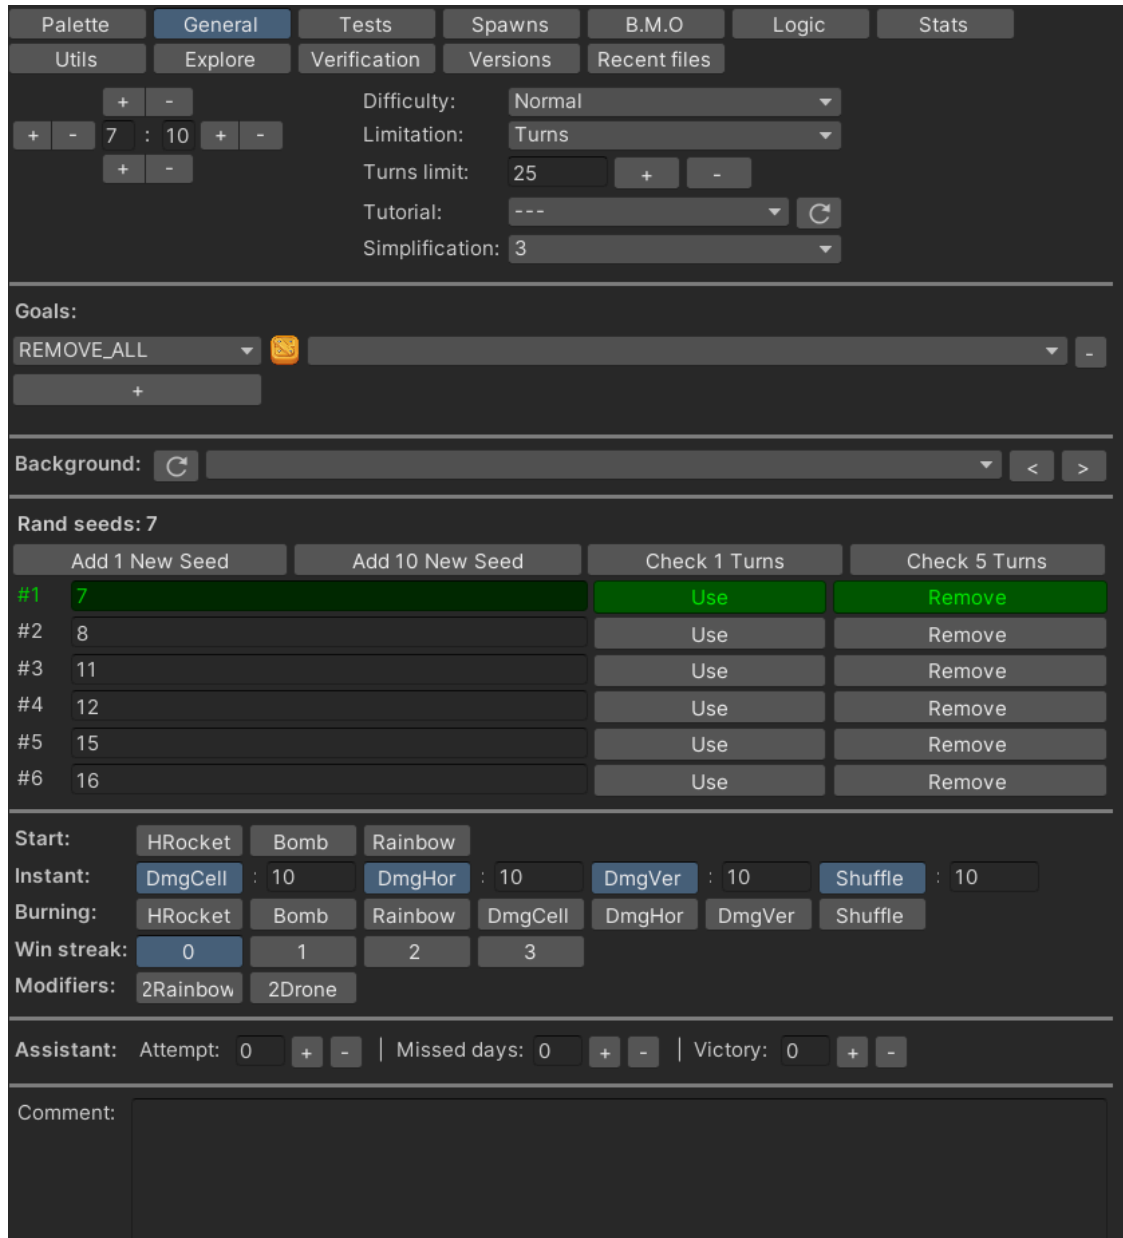 Palette General Tests Spawns B.M.O Logic Stats
Utils Explore Verification Versions Recent files
+ - Difficulty: Normal
+ - 7 : 10 + - Limitation: Turns
+ - Turns limit: 25 + -
Tutorial: ---
Simplification: 3
Goals:
REMOVE_ALL -
+
Background: < >
Rand seeds: 7
Add 1 New Seed Add 10 New Seed Check 1 Turns Check 5 Turns
#1 7 Use Remove
#2 8 Use Remove
#3 11 Use Remove
#4 12 Use Remove
#5 15 Use Remove
#6 16 Use Remove
Start: HRocket Bomb Rainbow
Instant: DmgCell : 10 DmgHor : 10 DmgVer : 10 Shuffle : 10
Burning: HRocket Bomb Rainbow DmgCell DmgHor DmgVer Shuffle
Win streak: 0 1 2 3
Modifiers: 2Rainbow 2Drone
Assistant: Attempt: 0 + - | Missed days: 0 + - | Victory: 0 + -
Comment: